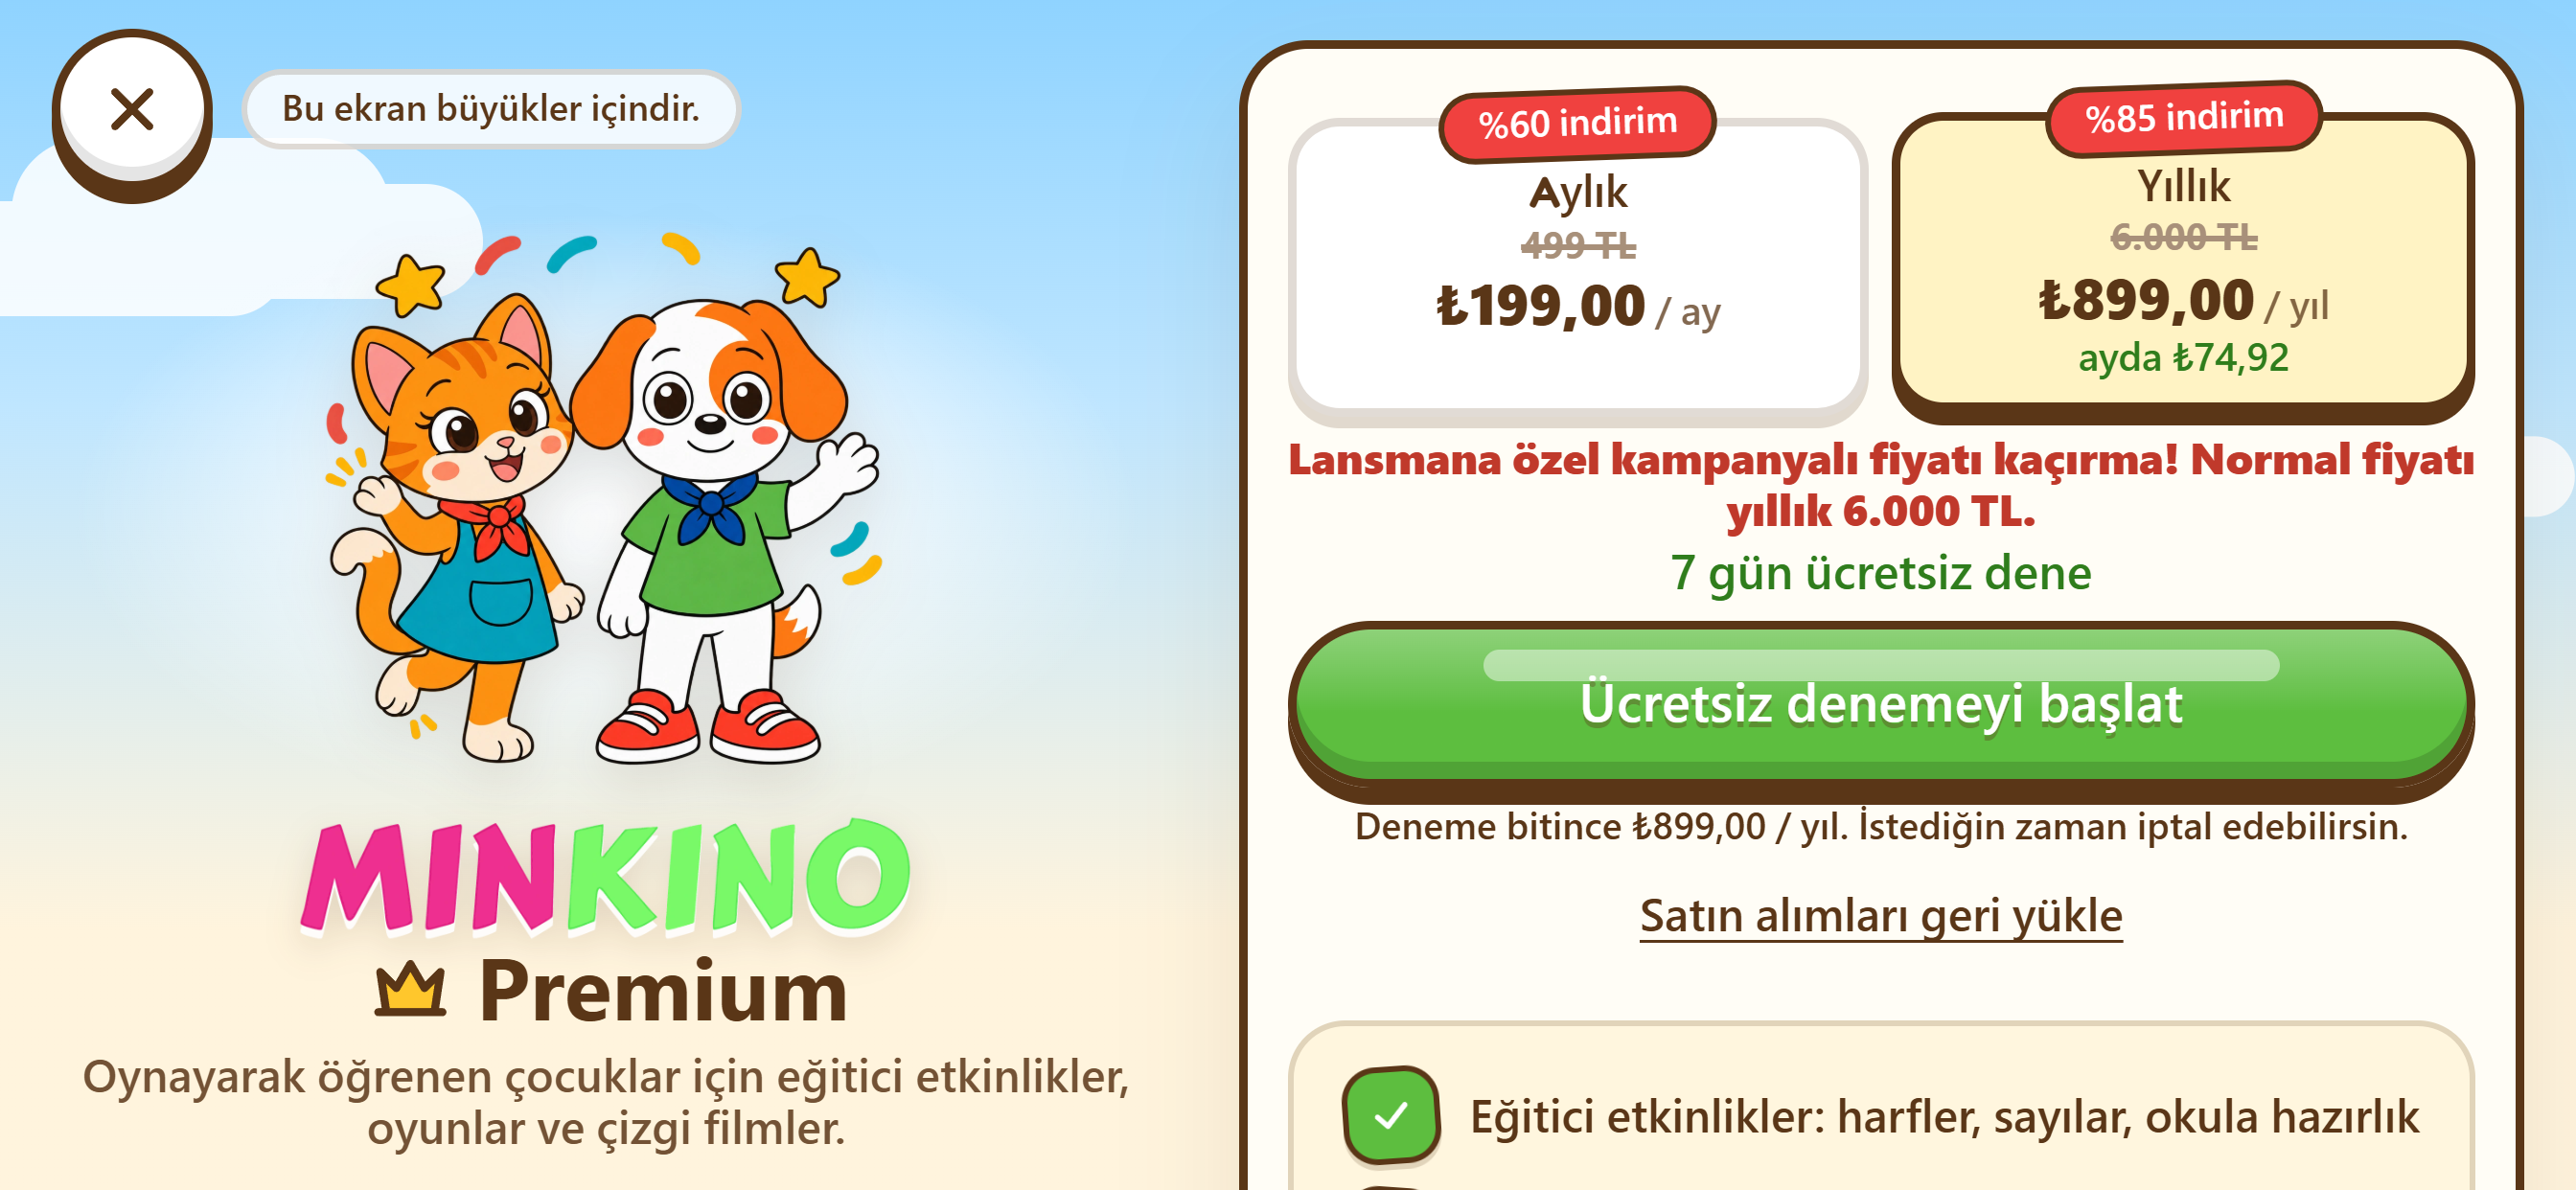 Bu ekran büyükler içindir.
MINKINO
Premium
Oynayarak öğrenen çocuklar için eğitici etkinlikler,
oyunlar ve çizgi filmler.
%60 indirim
Aylık
499 TL
₺199,00 / ay
%85 indirim
Yıllık
6.000 TL
₺899,00 / yıl
ayda ₺74,92
Lansmana özel kampanyalı fiyatı kaçırma! Normal fiyatı
yıllık 6.000 TL.
7 gün ücretsiz dene
Ücretsiz denemeyi başlat
Deneme bitince ₺899,00 / yıl. İstediğin zaman iptal edebilirsin.
Satın alımları geri yükle
Eğitici etkinlikler: harfler, sayılar, okula hazırlık